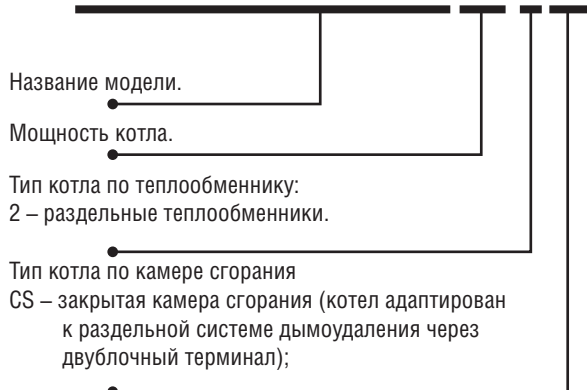 Название модели.
Мощность котла.
Тип котла по теплообменнику:
2 – раздельные теплообменники.
Тип котла по камере сгорания
CS – закрытая камера сгорания (котел адаптирован
к раздельной системе дымоудаления через
двублочный терминал);